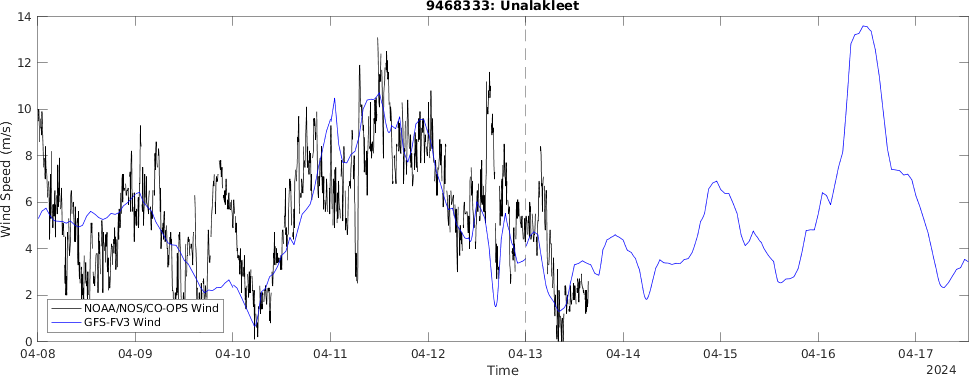 9468333: Unalakleet
14
12
10
8
6
4
2
0
Wind Speed (m/s)
NOAA/NOS/CO-OPS Wind
GFS-FV3 Wind
04-08 04-09 04-10 04-11 04-12 04-13 04-14 04-15 04-16 04-17
Time
2024